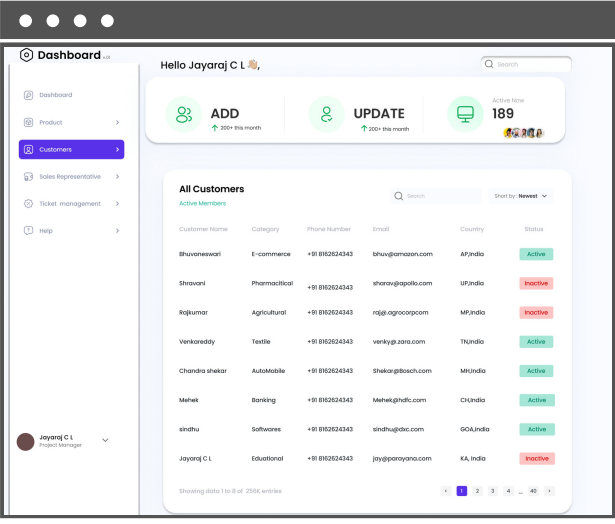 Dashboard
Hello Jayaraj C L 👋🏼,
Search
Dashboard
Product
Customers
Sales Representative
Ticket management
Help
Jayaraj C L
Project Manager
ADD
200+ this month
UPDATE
200+ this month
Active Now
189
All Customers
Active Members
Search
Short by : Newest
Customer Name Category Phone Number Email Country Status
Bhuvaneswari E-commerce +91 8162624343 bhuv@amazon.com AP,India Active
Shravani Pharmacitical +91 8162624343 sharav@apollo.com UP,India Inactive
Rajkumar Agricultural +91 8162624343 raj@.agrocorpcom MP,India Inactive
Venkareddy Textile +91 8162624343 venky@.zara.com TN,India Active
Chandra shekar AutoMobile +91 8162624343 Shekar@Bosch.com MH,India Active
Mehek Banking +91 8162624343 Mehek@hdfc.com CH,India Active
sindhu Softwares +91 8162624343 sindhu@dxc.com GOA,India Active
Jayaroj C L Eduational +91 8162624343 jay@parayana.com KA, India Inactive
Showing data 1 to 8 of 256K entries
< 1 2 3 4 ... 40 >